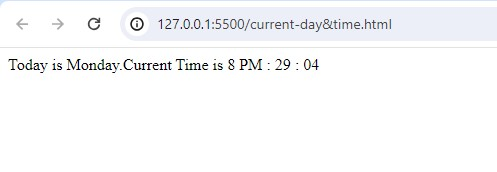 127.0.0.1:5500/current-day&time.html
Today is Monday.Current Time is 8 PM : 29 : 04